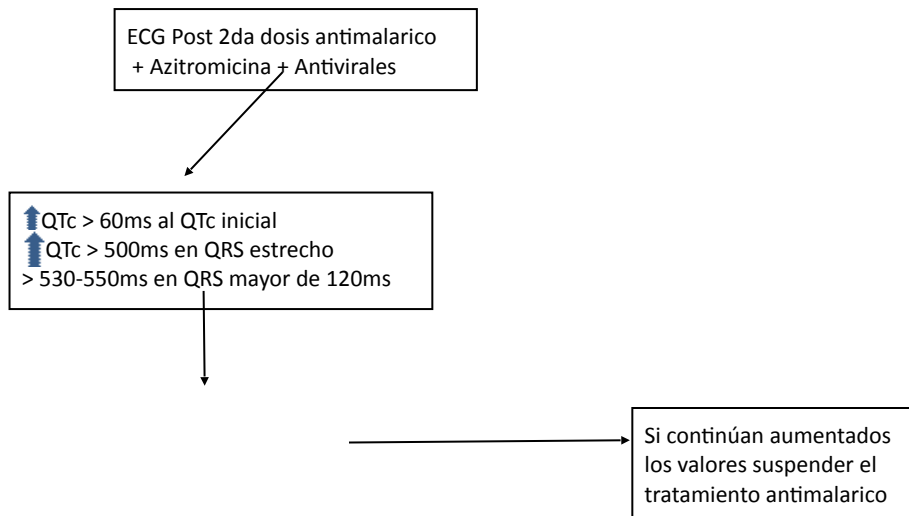 ECG Post 2da dosis antimalarico
+ Azitromicina + Antivirales
QTc > 60ms al QTc inicial
QTc > 500ms en QRS estrecho
> 530-550ms en QRS mayor de 120ms
Si continúan aumentados
los valores suspender el
tratamiento antimalarico